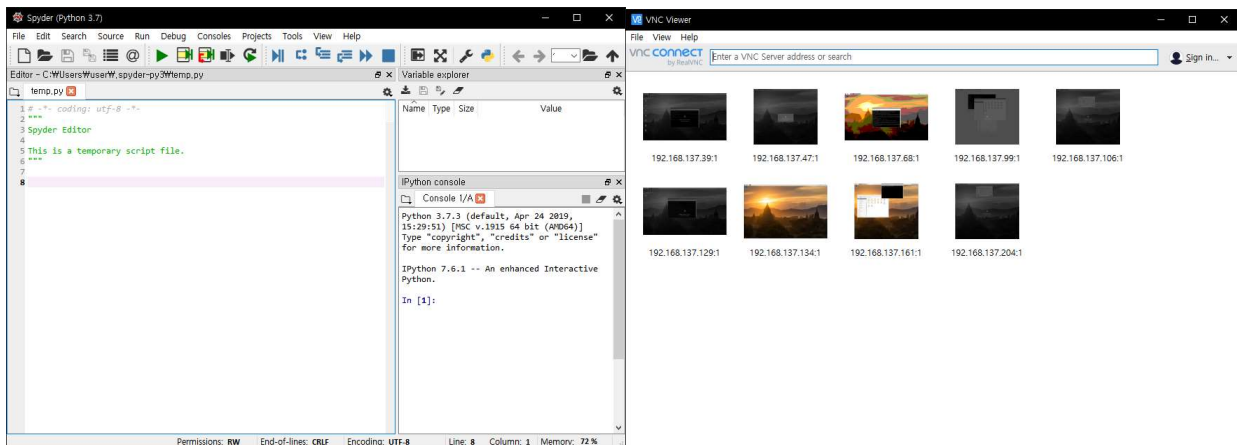 Spyder (Python 3.7)
File Edit Search Source Run Debug Consoles Projects Tools View Help
Editor - C:₩Users₩user₩.spyder-py3₩temp.py
temp.py
1 # -*- coding: utf-8 -*-
2 """
3 Spyder Editor
4
5 This is a temporary script file.
6 """
7
8
Variable explorer
Name Type Size Value
IPython console
Console 1/A
Python 3.7.3 (default, Apr 24 2019,
15:29:51) [MSC v.1915 64 bit (AMD64)]
Type "copyright", "credits" or "license"
for more information.
IPython 7.6.1 -- An enhanced Interactive
Python.
In [1]:
Permissions: RW End-of-lines: CRLF Encoding: UTF-8 Line: 8 Column: 1 Memory: 72 %
VNC Viewer
File View Help
VNC CONNECT
by RealVNC
Enter a VNC Server address or search
Sign in...
192.168.137.39:1 192.168.137.47:1 192.168.137.68:1 192.168.137.99:1 192.168.137.106:1
192.168.137.129:1 192.168.137.134:1 192.168.137.161:1 192.168.137.204:1